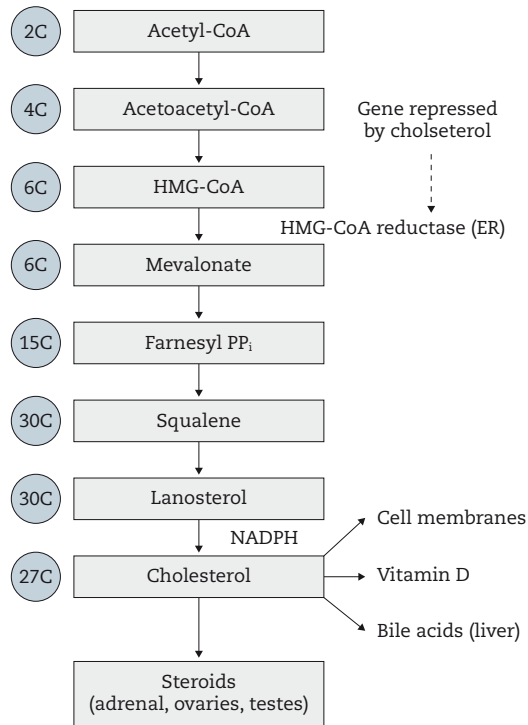 2C
Acetyl-CoA
4C
Acetoacetyl-CoA
Gene repressed
by cholseterol
6C
HMG-CoA
HMG-CoA reductase (ER)
6C
Mevalonate
15C
Farnesyl PPᵢ
30C
Squalene
30C
Lanosterol
Cell membranes
NADPH
27C
Cholesterol
Vitamin D
Bile acids (liver)
Steroids
(adrenal, ovaries, testes)